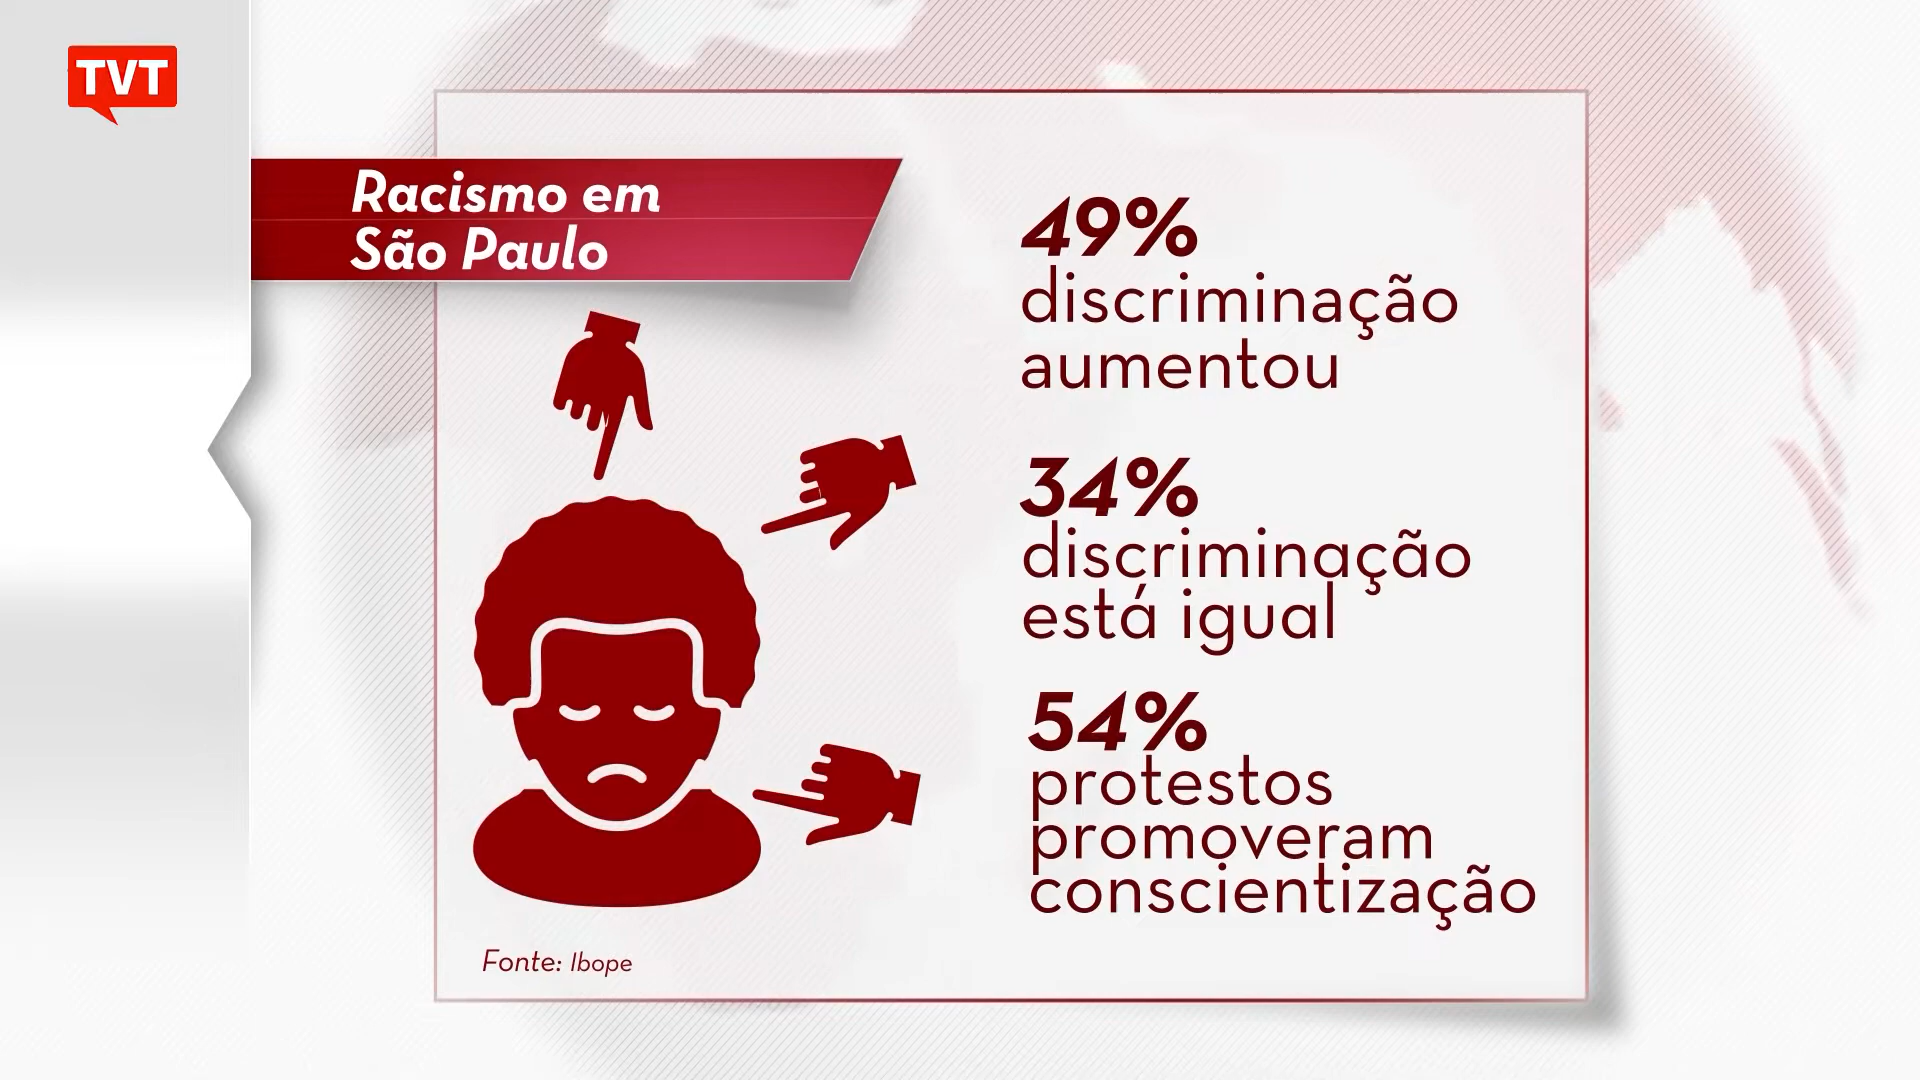 TVT
Racismo em
São Paulo
49%
discriminação
aumentou
34%
discriminação
está igual
54%
protestos
promoveram
conscientização
Fonte: Ibope